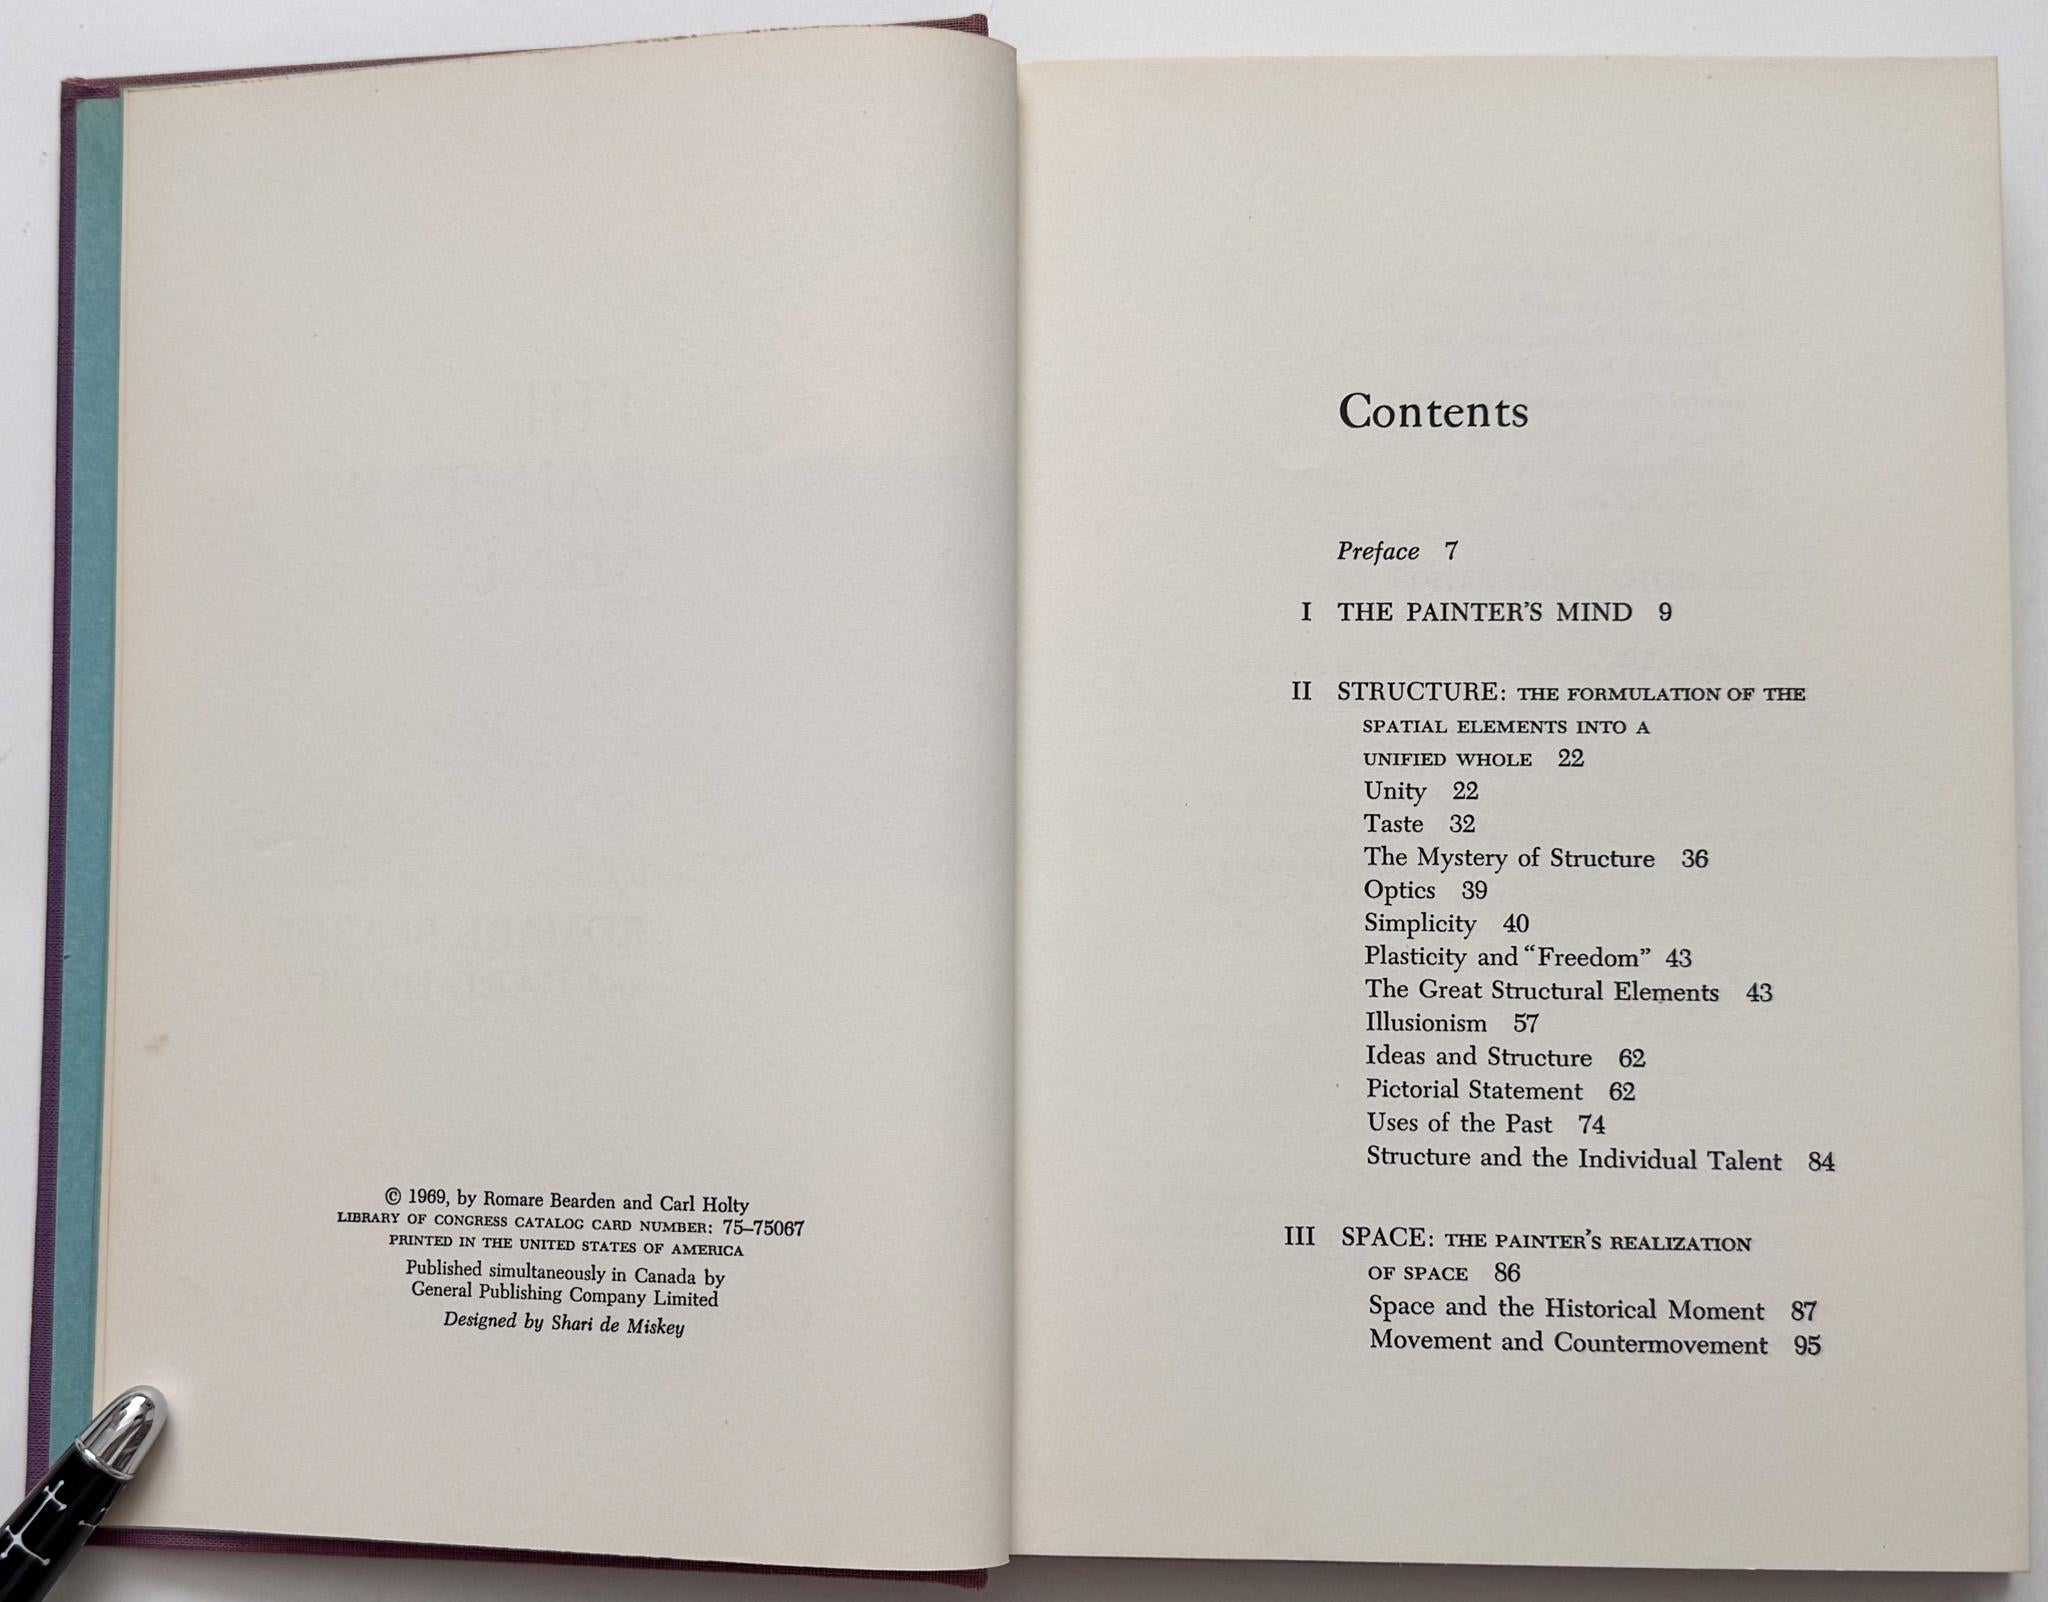 © 1969, by Romare Bearden and Carl Holty
LIBRARY OF CONGRESS CATALOG CARD NUMBER: 75–75067
PRINTED IN THE UNITED STATES OF AMERICA
Published simultaneously in Canada by
General Publishing Company Limited
Designed by Shari de Miskey
Contents
Preface 7
I THE PAINTER'S MIND 9
II STRUCTURE: THE FORMULATION OF THE
SPATIAL ELEMENTS INTO A
UNIFIED WHOLE 22
Unity 22
Taste 32
The Mystery of Structure 36
Optics 39
Simplicity 40
Plasticity and “Freedom” 43
The Great Structural Elements 43
Illusionism 57
Ideas and Structure 62
Pictorial Statement 62
Uses of the Past 74
Structure and the Individual Talent 84
III SPACE: THE PAINTER'S REALIZATION
OF SPACE 86
Space and the Historical Moment 87
Movement and Countermovement 95